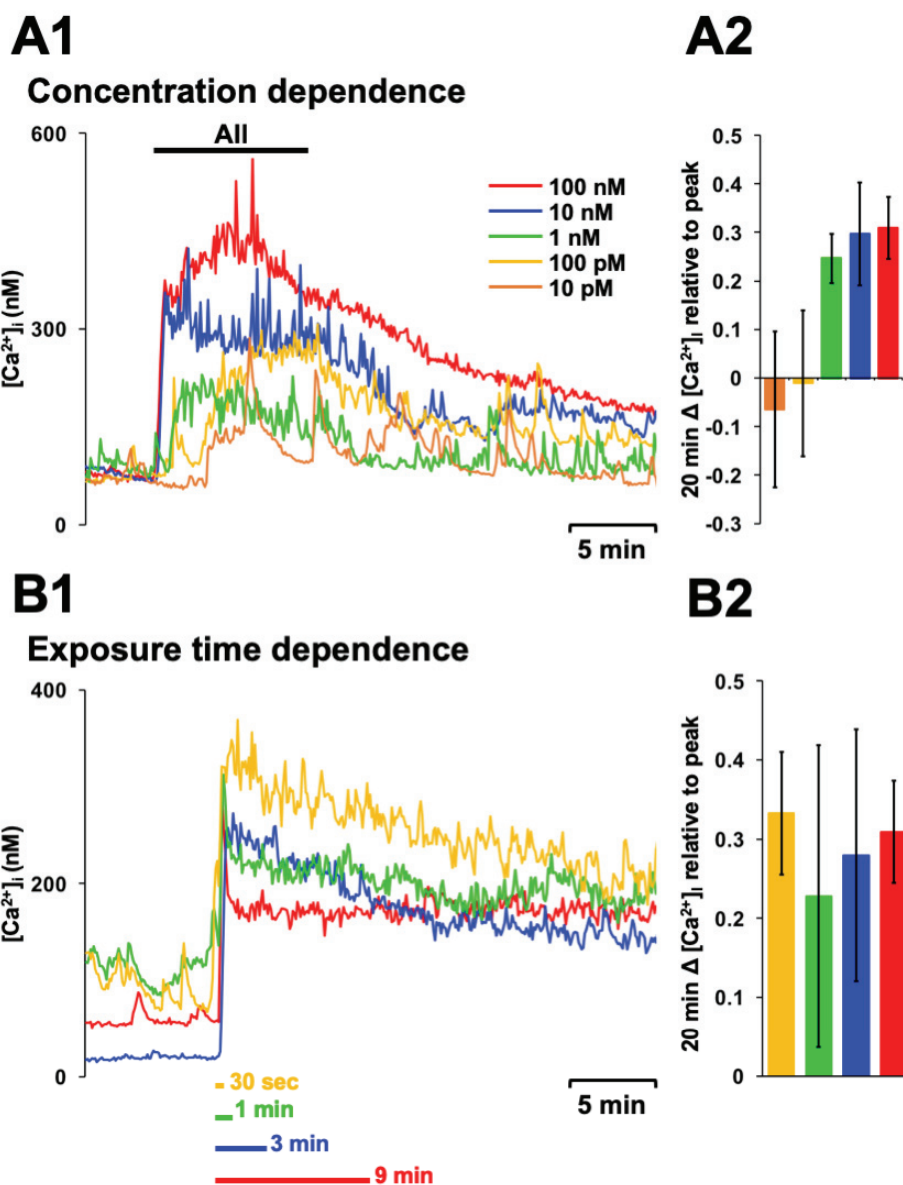 A1
Concentration dependence
600
300
0
[Ca²⁺]ᵢ (nM)
AII
100 nM
10 nM
1 nM
100 pM
10 pM
5 min
A2
20 min Δ [Ca²⁺]ᵢ relative to peak
0.5
0.4
0.3
0.2
0.1
0
-0.1
-0.2
-0.3
B1
Exposure time dependence
400
200
0
[Ca²⁺]ᵢ (nM)
30 sec
1 min
3 min
9 min
5 min
B2
20 min Δ [Ca²⁺]ᵢ relative to peak
0.5
0.4
0.3
0.2
0.1
0